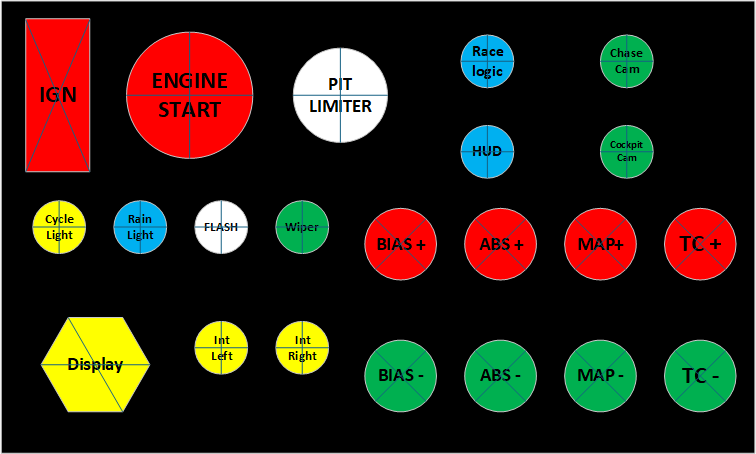 IGN
ENGINE
START
PIT
LIMITER
Race
logic
Chase
Cam
HUD
Cockpit
Cam
Cycle
Light
Rain
Light
FLASH
Wiper
BIAS +
ABS +
MAP+
TC +
Display
Int
Left
Int
Right
BIAS -
ABS -
MAP -
TC -